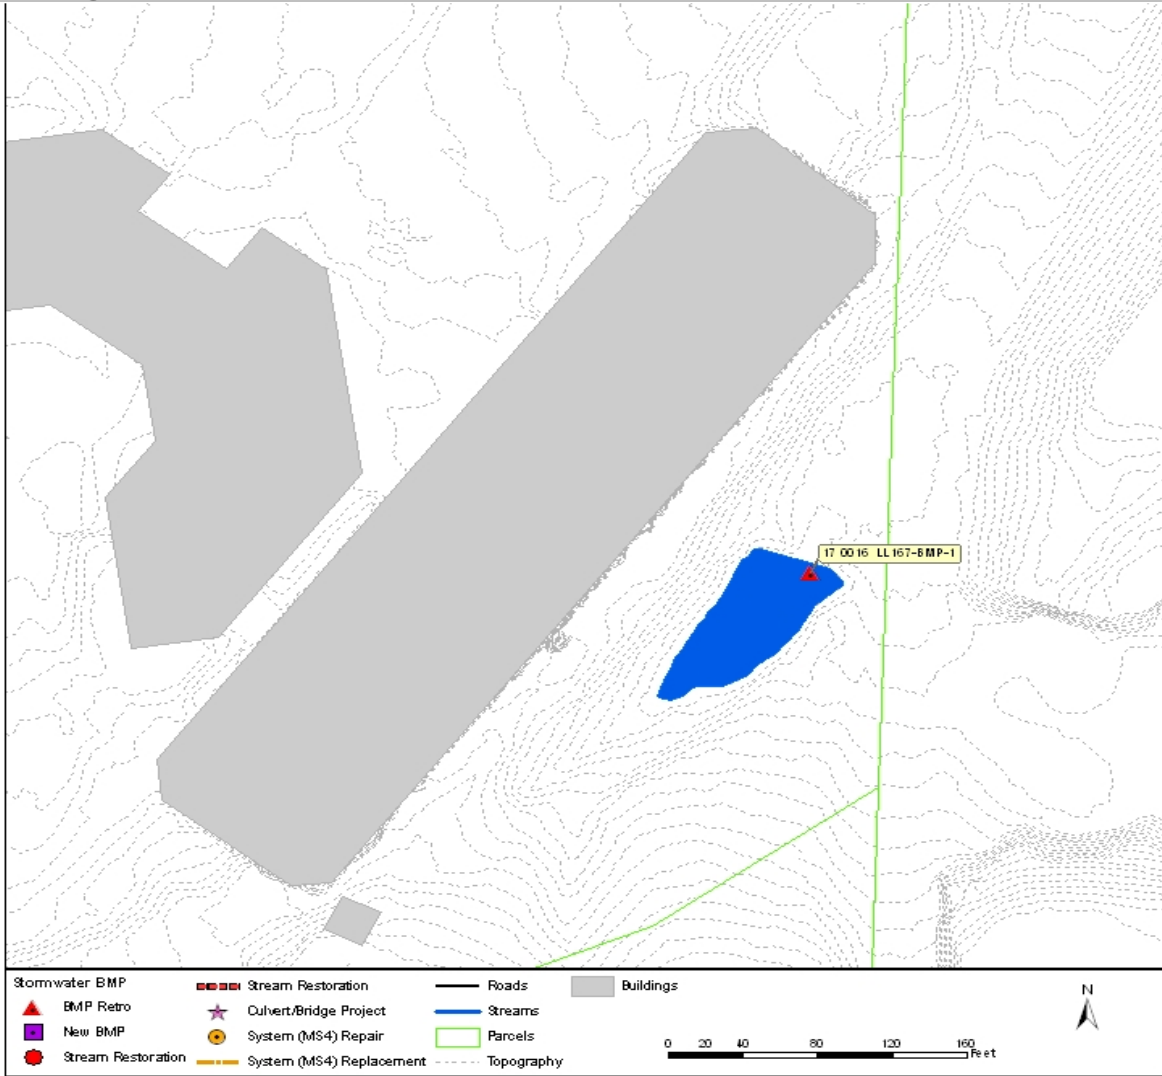 17 0016 LL167-BMP-1
Stormwater BMP
BMP Retro
New BMP
Stream Restoration
Stream Restoration
Culvert/Bridge Project
System (MS4) Repair
System (MS4) Replacement
Roads
Streams
Parcels
Topography
Buildings
N
0 20 40 80 120 160
Feet